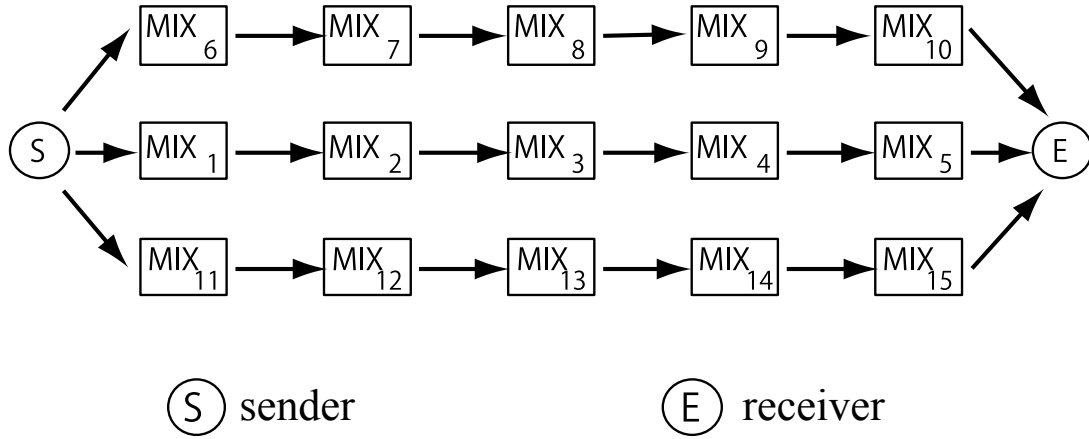 MIX 6 MIX 7 MIX 8 MIX 9 MIX 10
S MIX 1 MIX 2 MIX 3 MIX 4 MIX 5 E
MIX 11 MIX 12 MIX 13 MIX 14 MIX 15
S sender E receiver